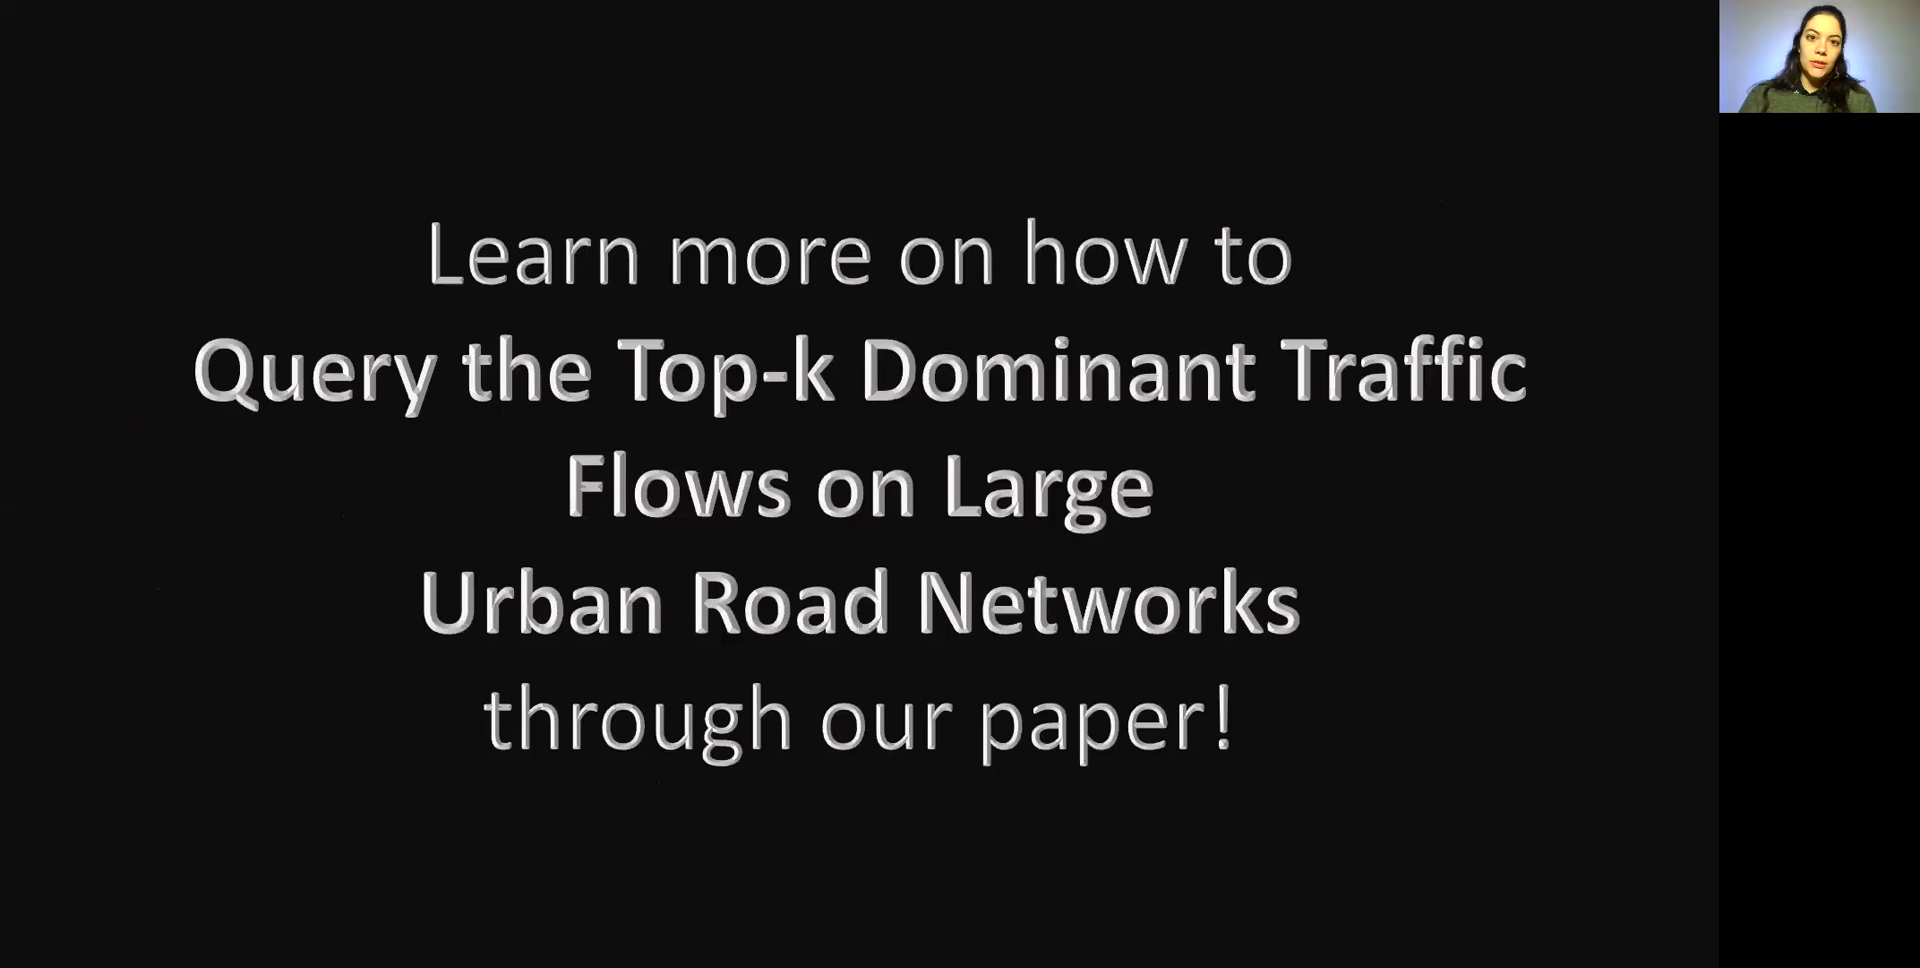 Learn more on how to
Query the Top-k Dominant Traffic
Flows on Large
Urban Road Networks
through our paper!